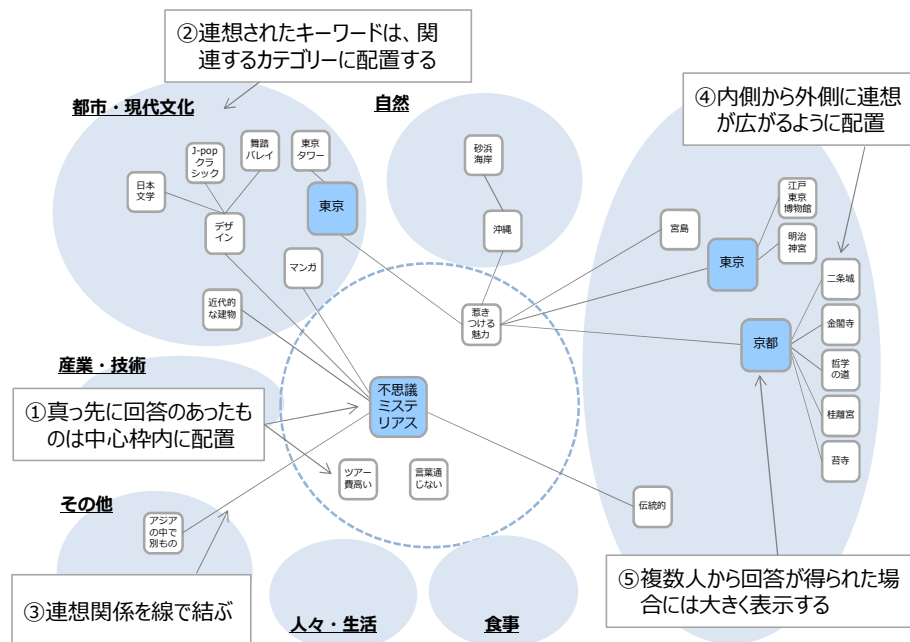 ②連想されたキーワードは、関
連するカテゴリーに配置する
都市・現代文化
自然
④内側から外側に連想
が広がるように配置
J-pop
クラ
シック
舞踏
バレイ
東京
タワー
日本
文学
東京
デザ
イン
マンガ
近代的
な建物
砂浜
海岸
沖縄
惹き
つける
魅力
宮島
東京
江戸
東京
博物館
明治
神宮
二条城
金閣寺
京都
哲学
の道
桂離宮
苔寺
産業・技術
①真っ先に回答のあったも
のは中心枠内に配置
不思議
ミステ
リアス
ツアー
費高い
言葉通
じない
伝統的
その他
アジア
の中で
別もの
③連想関係を線で結ぶ
人々・生活
食事
⑤複数人から回答が得られた場
合には大きく表示する